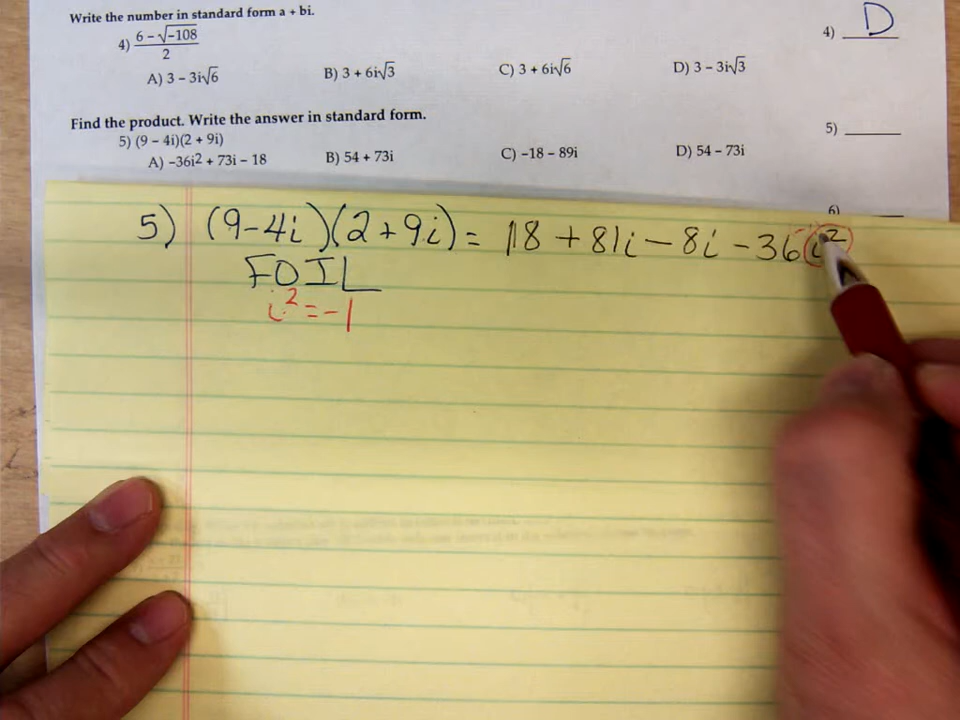 Write the number in standard form a + bi.
4) 6 – √–108 / 2
4) D
A) 3 – 3i√6 B) 3 + 6i√3 C) 3 + 6i√6 D) 3 – 3i√3
Find the product. Write the answer in standard form.
5) (9 – 4i)(2 + 9i)
5)
A) –36i2 + 73i – 18 B) 54 + 73i C) –18 – 89i D) 54 – 73i
6)
5) (9-4i)(2+9i) = 18 + 81i - 8i - 36i²
FOIL
i² = -1